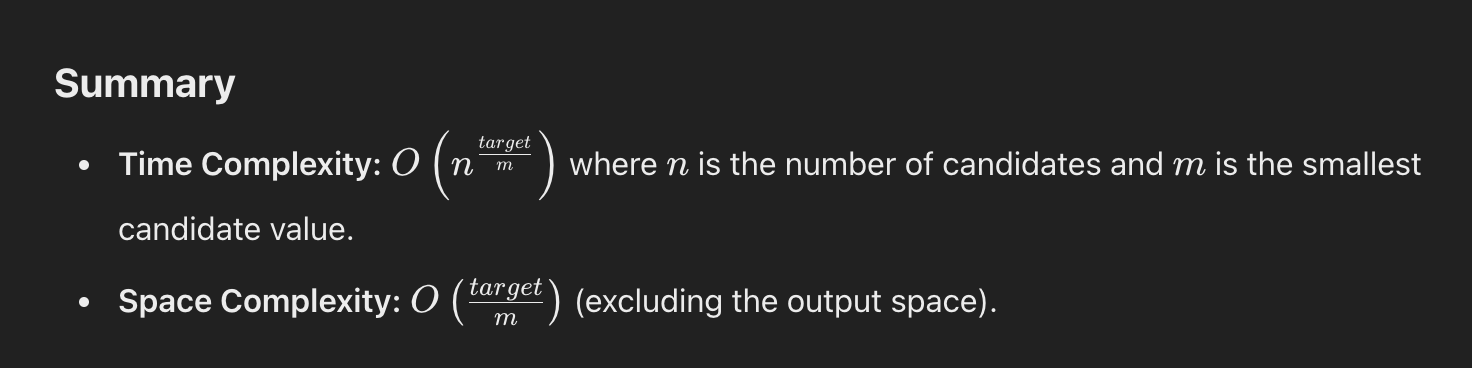 Summary
• Time Complexity: $O\left(n^{\frac{target}{m}}\right)$ where $n$ is the number of candidates and $m$ is the smallest
candidate value.
• Space Complexity: $O\left(\frac{target}{m}\right)$ (excluding the output space).